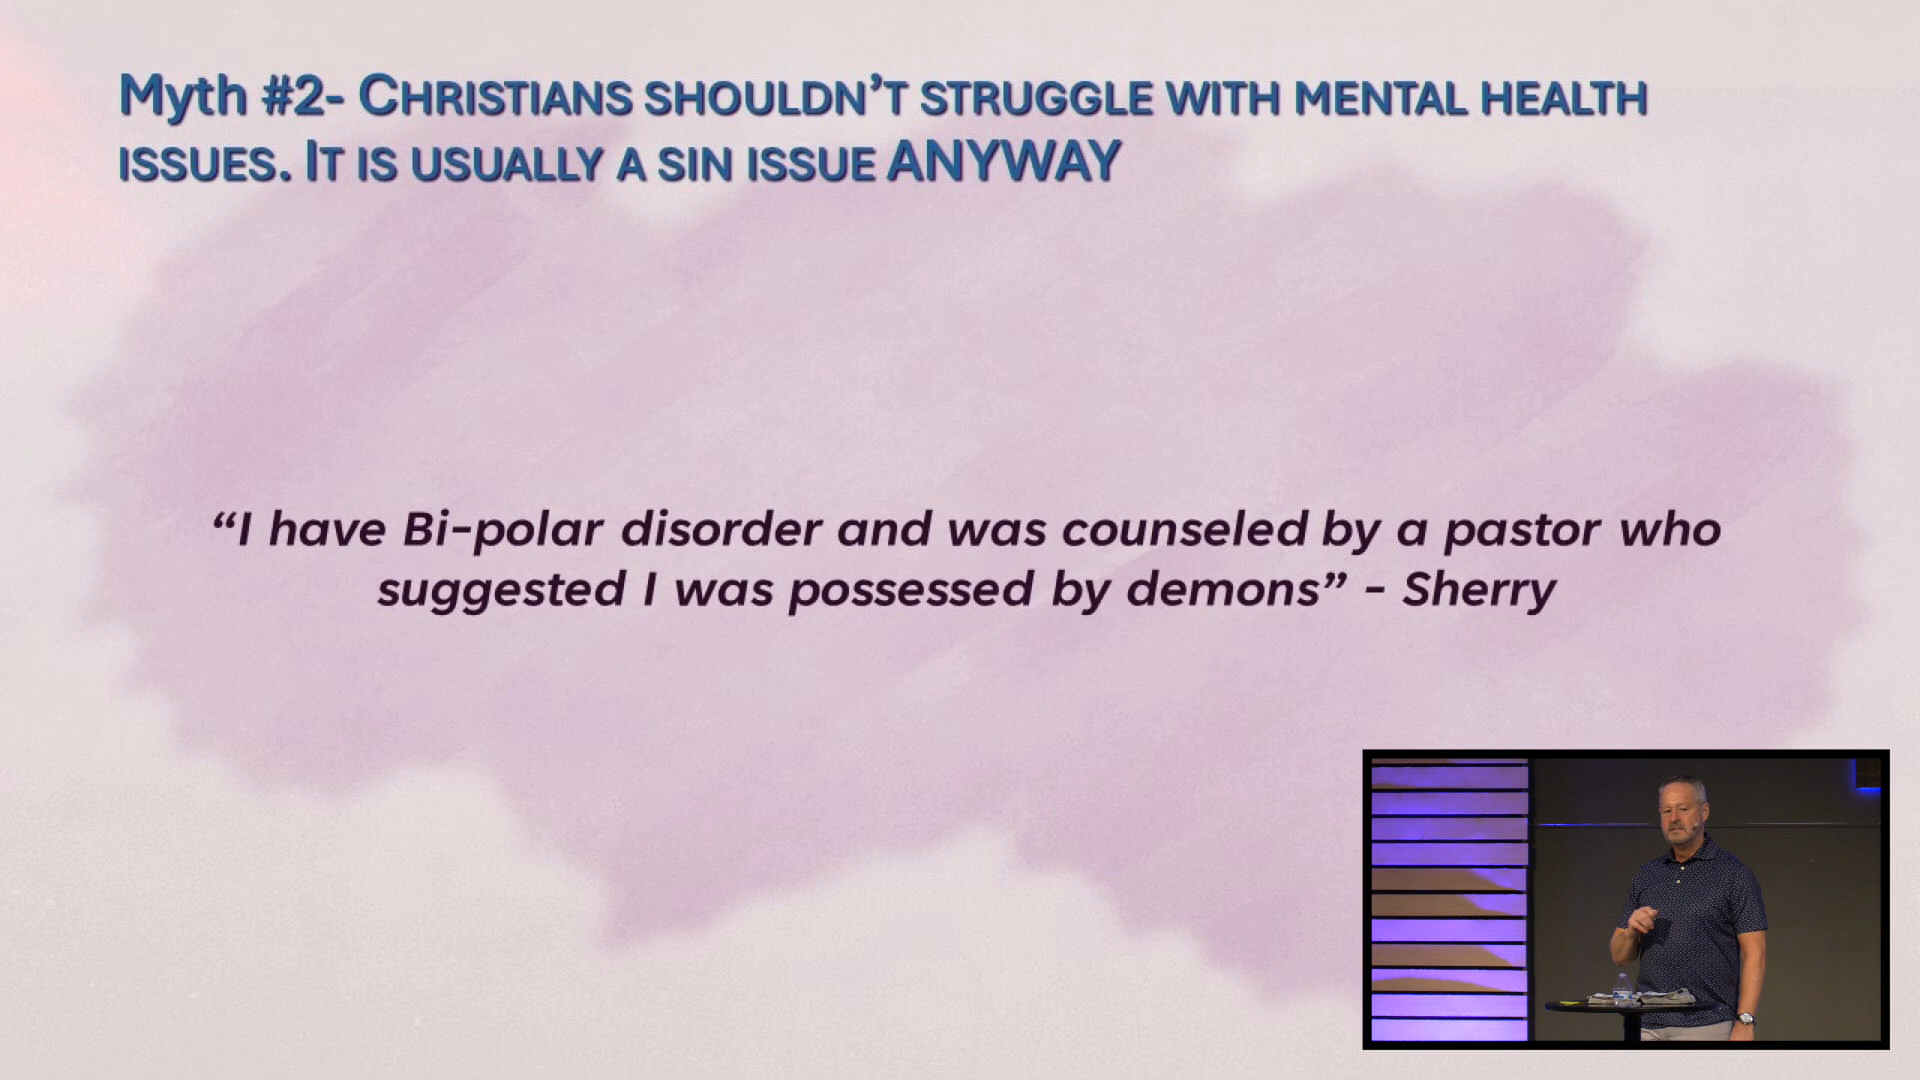 Myth #2- CHRISTIANS SHOULDN’T STRUGGLE WITH MENTAL HEALTH
ISSUES. IT IS USUALLY A SIN ISSUE ANYWAY
“I have Bi-polar disorder and was counseled by a pastor who
suggested I was possessed by demons” - Sherry